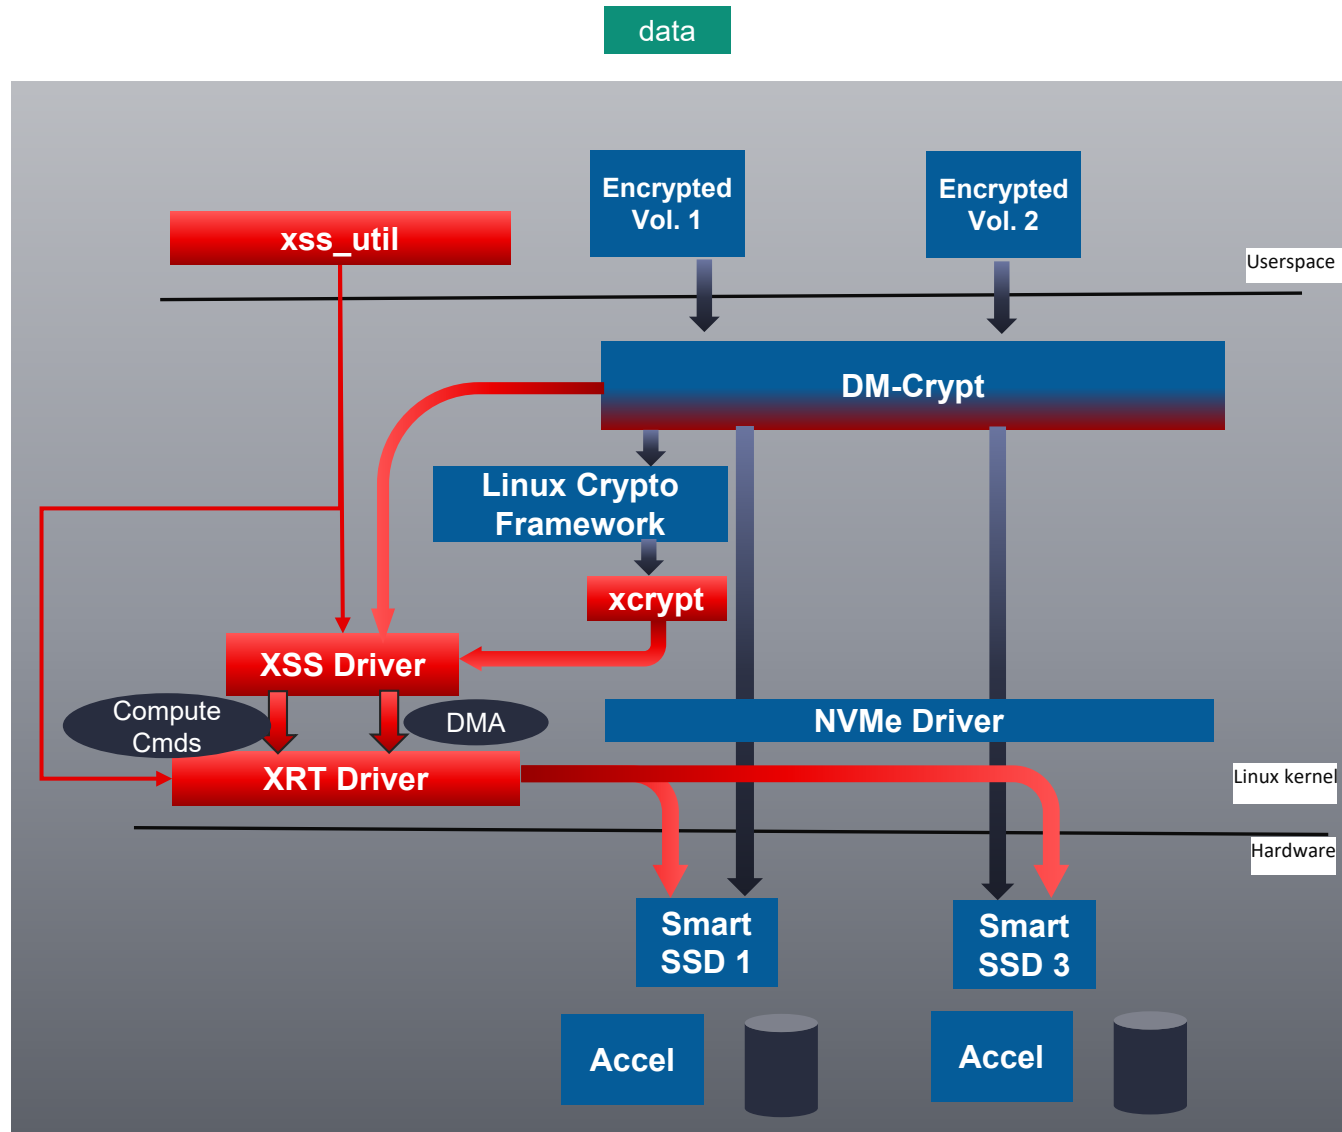 data
Encrypted
Vol. 1
Encrypted
Vol. 2
xss_util
Userspace
DM-Crypt
Linux Crypto
Framework
xcrypt
XSS Driver
Compute
Cmds
DMA
NVMe Driver
XRT Driver
Linux kernel
Hardware
Smart
SSD 1
Smart
SSD 3
Accel
Accel